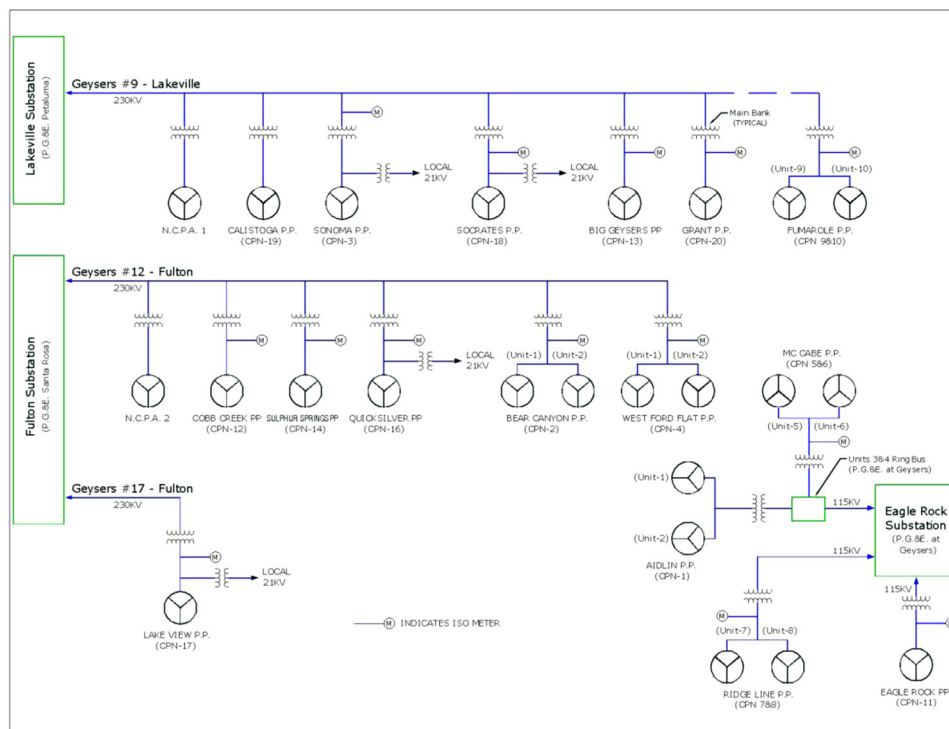 Lakeville Substation
(P.G.&E. Petaluma)
Geysers #9 - Lakeville
230KV
M
Main Bank
(TYPICAL)
M
M
M
M
LOCAL
21KV
LOCAL
21KV
(Unit-9)
(Unit-10)
N.C.P.A. 1
CALISTOGA P.P.
(CPN-19)
SONOMA P.P.
(CPN-3)
SOCRATES P.P.
(CPN-18)
BIG GEYSERS PP
(CPN-13)
GRANT P.P.
(CPN-20)
FUMAROLE P.P.
(CPN 9&10)
Fulton Substation
(P.G.&E. Santa Rosa)
Geysers #12 - Fulton
230KV
M
M
M
M
M
LOCAL
21KV
(Unit-1)
(Unit-2)
(Unit-1)
(Unit-2)
N.C.P.A. 2
COBB CREEK PP
(CPN-12)
SULPHUR SPRINGS PP
(CPN-14)
QUICKSILVER PP
(CPN-16)
BEAR CANYON P.P.
(CPN-2)
WEST FORD FLAT P.P.
(CPN-4)
MC CABE P.P.
(CPN 5&6)
(Unit-5)
(Unit-6)
M
Units 3&4 Ring Bus
(P.G.&E. at Geysers)
Geysers #17 - Fulton
230KV
M
LOCAL
21KV
LAKE VIEW P.P.
(CPN-17)
M INDICATES ISO METER
(Unit-1)
(Unit-2)
AIDLIN P.P.
(CPN-1)
115KV
Eagle Rock
Substation
(P.G.&E. at
Geysers)
115KV
115KV
M
(Unit-7)
(Unit-8)
M
RIDGE LINE P.P.
(CPN 7&8)
EAGLE ROCK PP
(CPN-11)